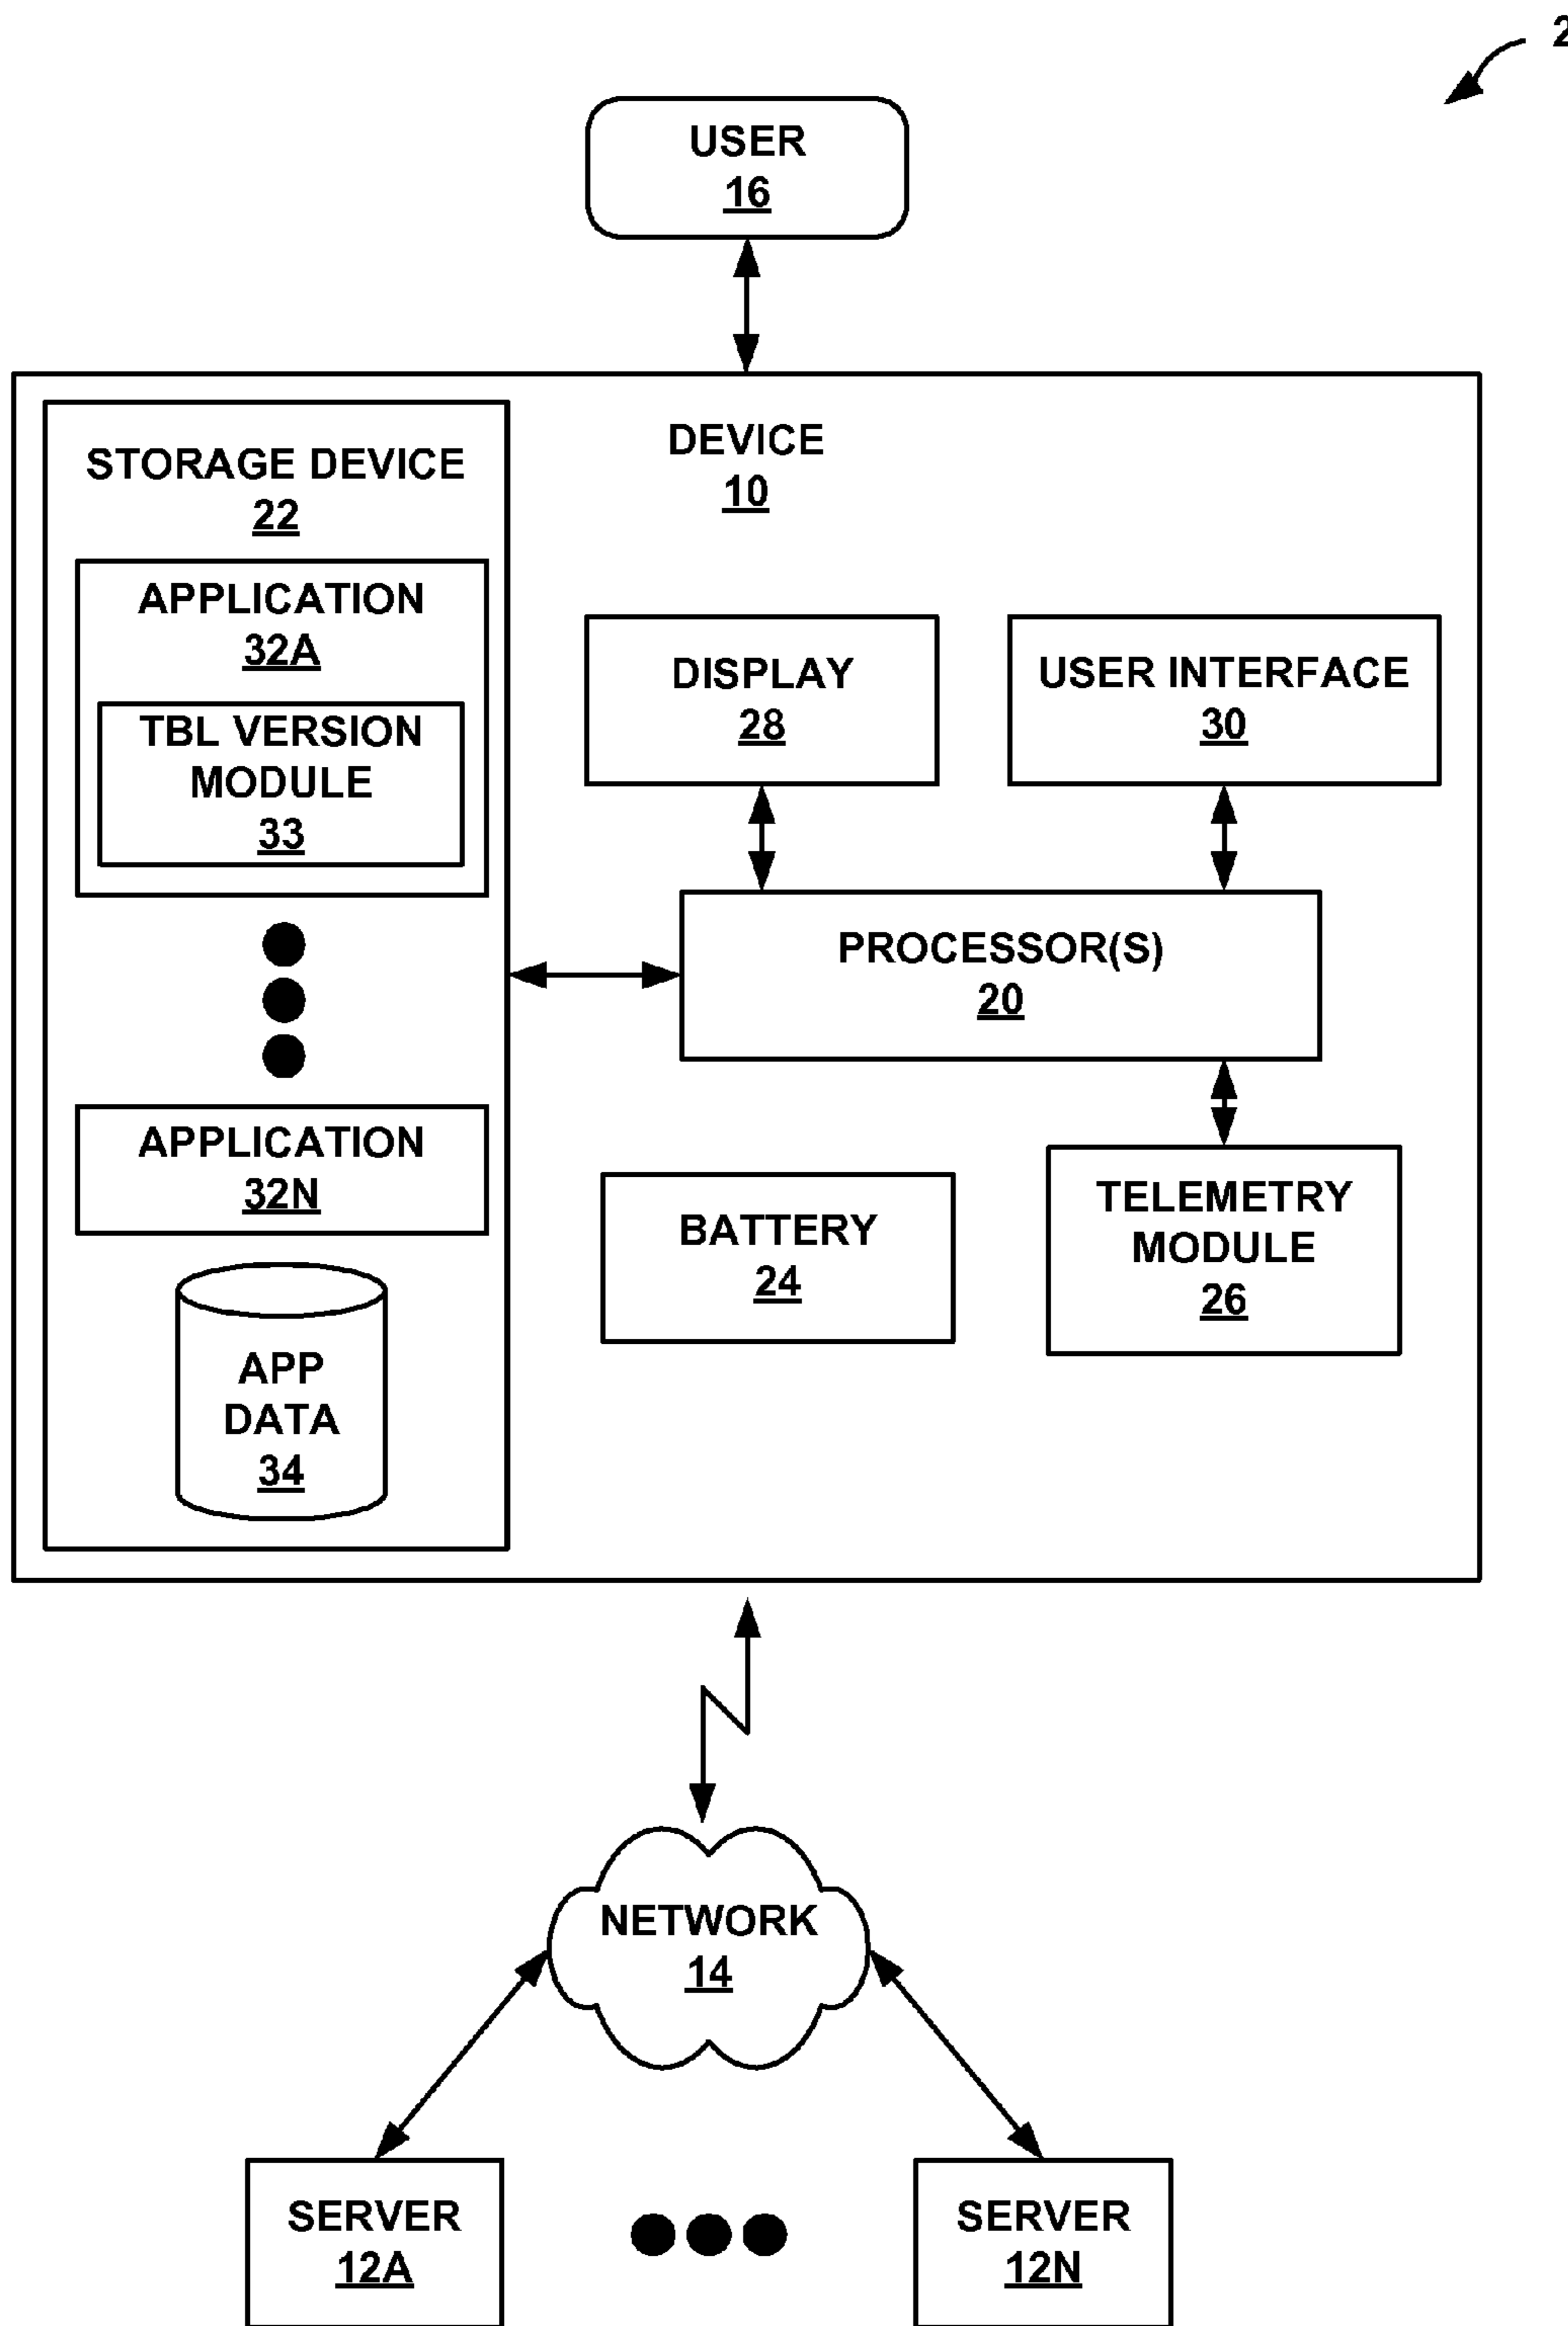 2
USER
16
DEVICE
10
STORAGE DEVICE
22
APPLICATION
32A
TBL VERSION
MODULE
33
APPLICATION
32N
APP
DATA
34
DISPLAY
28
USER INTERFACE
30
PROCESSOR(S)
20
BATTERY
24
TELEMETRY
MODULE
26
NETWORK
14
SERVER
12A
SERVER
12N